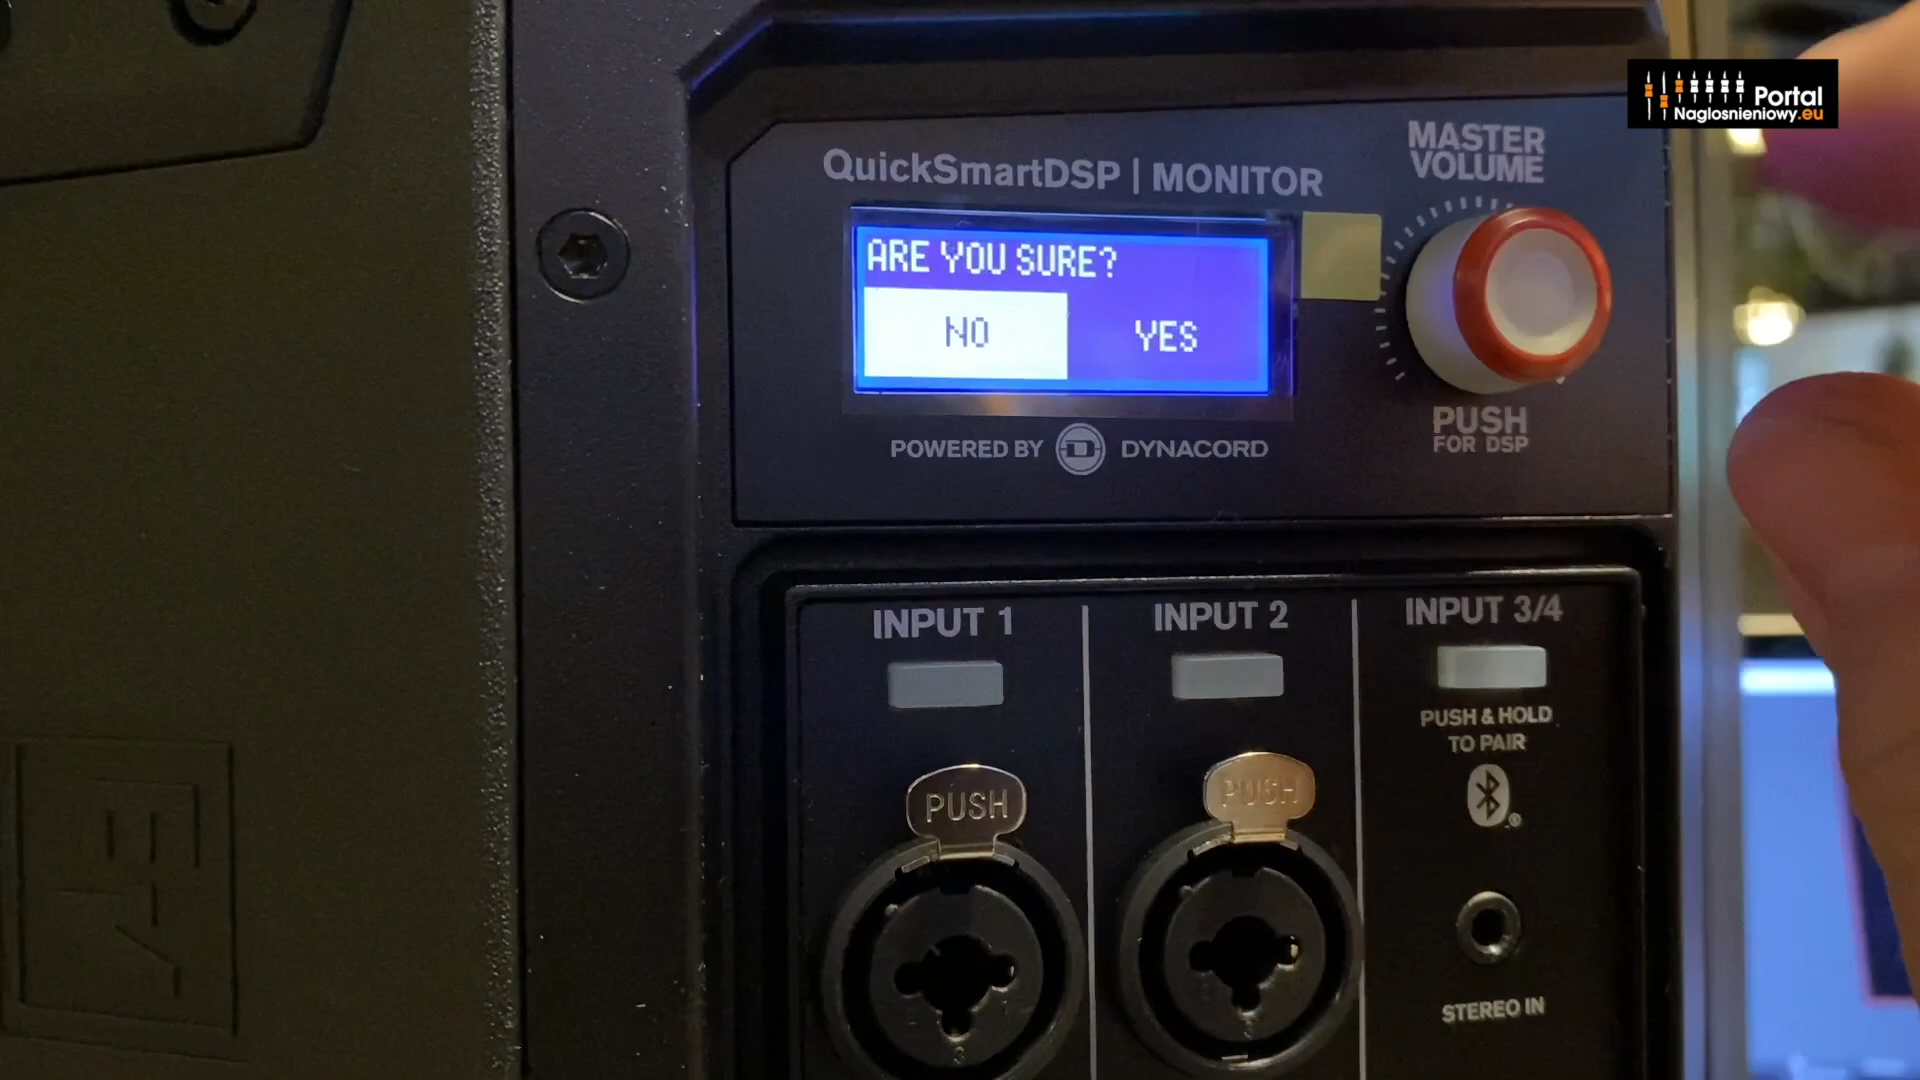 Portal
Naglosnieniowy.eu
QuickSmartDSP | MONITOR
MASTER
VOLUME
ARE YOU SURE?
NO YES
PUSH
FOR DSP
POWERED BY DYNACORD
INPUT 1
INPUT 2
INPUT 3/4
PUSH & HOLD
TO PAIR
PUSH
PUSH
STEREO IN